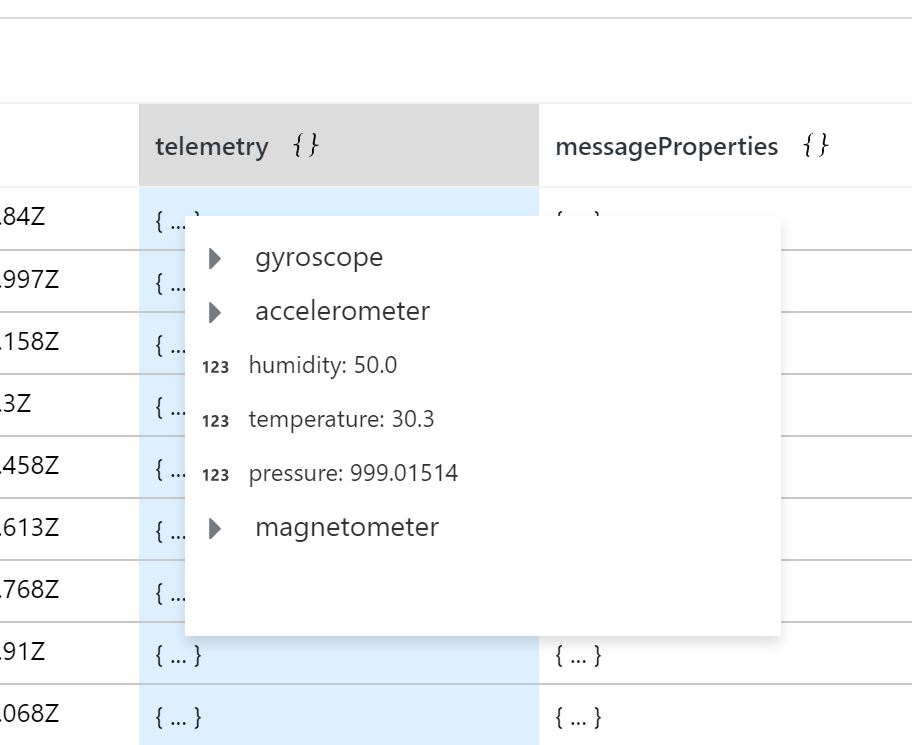 telemetry {} messageProperties {}
.84Z { ... }
gyroscope
.997Z { ...
accelerometer
.158Z { ...
123 humidity: 50.0
.3Z { ...
123 temperature: 30.3
.458Z { ...
123 pressure: 999.01514
.613Z { ...
magnetometer
.768Z { ...
.91Z { ... } { ... }
.068Z { ... } { ... }